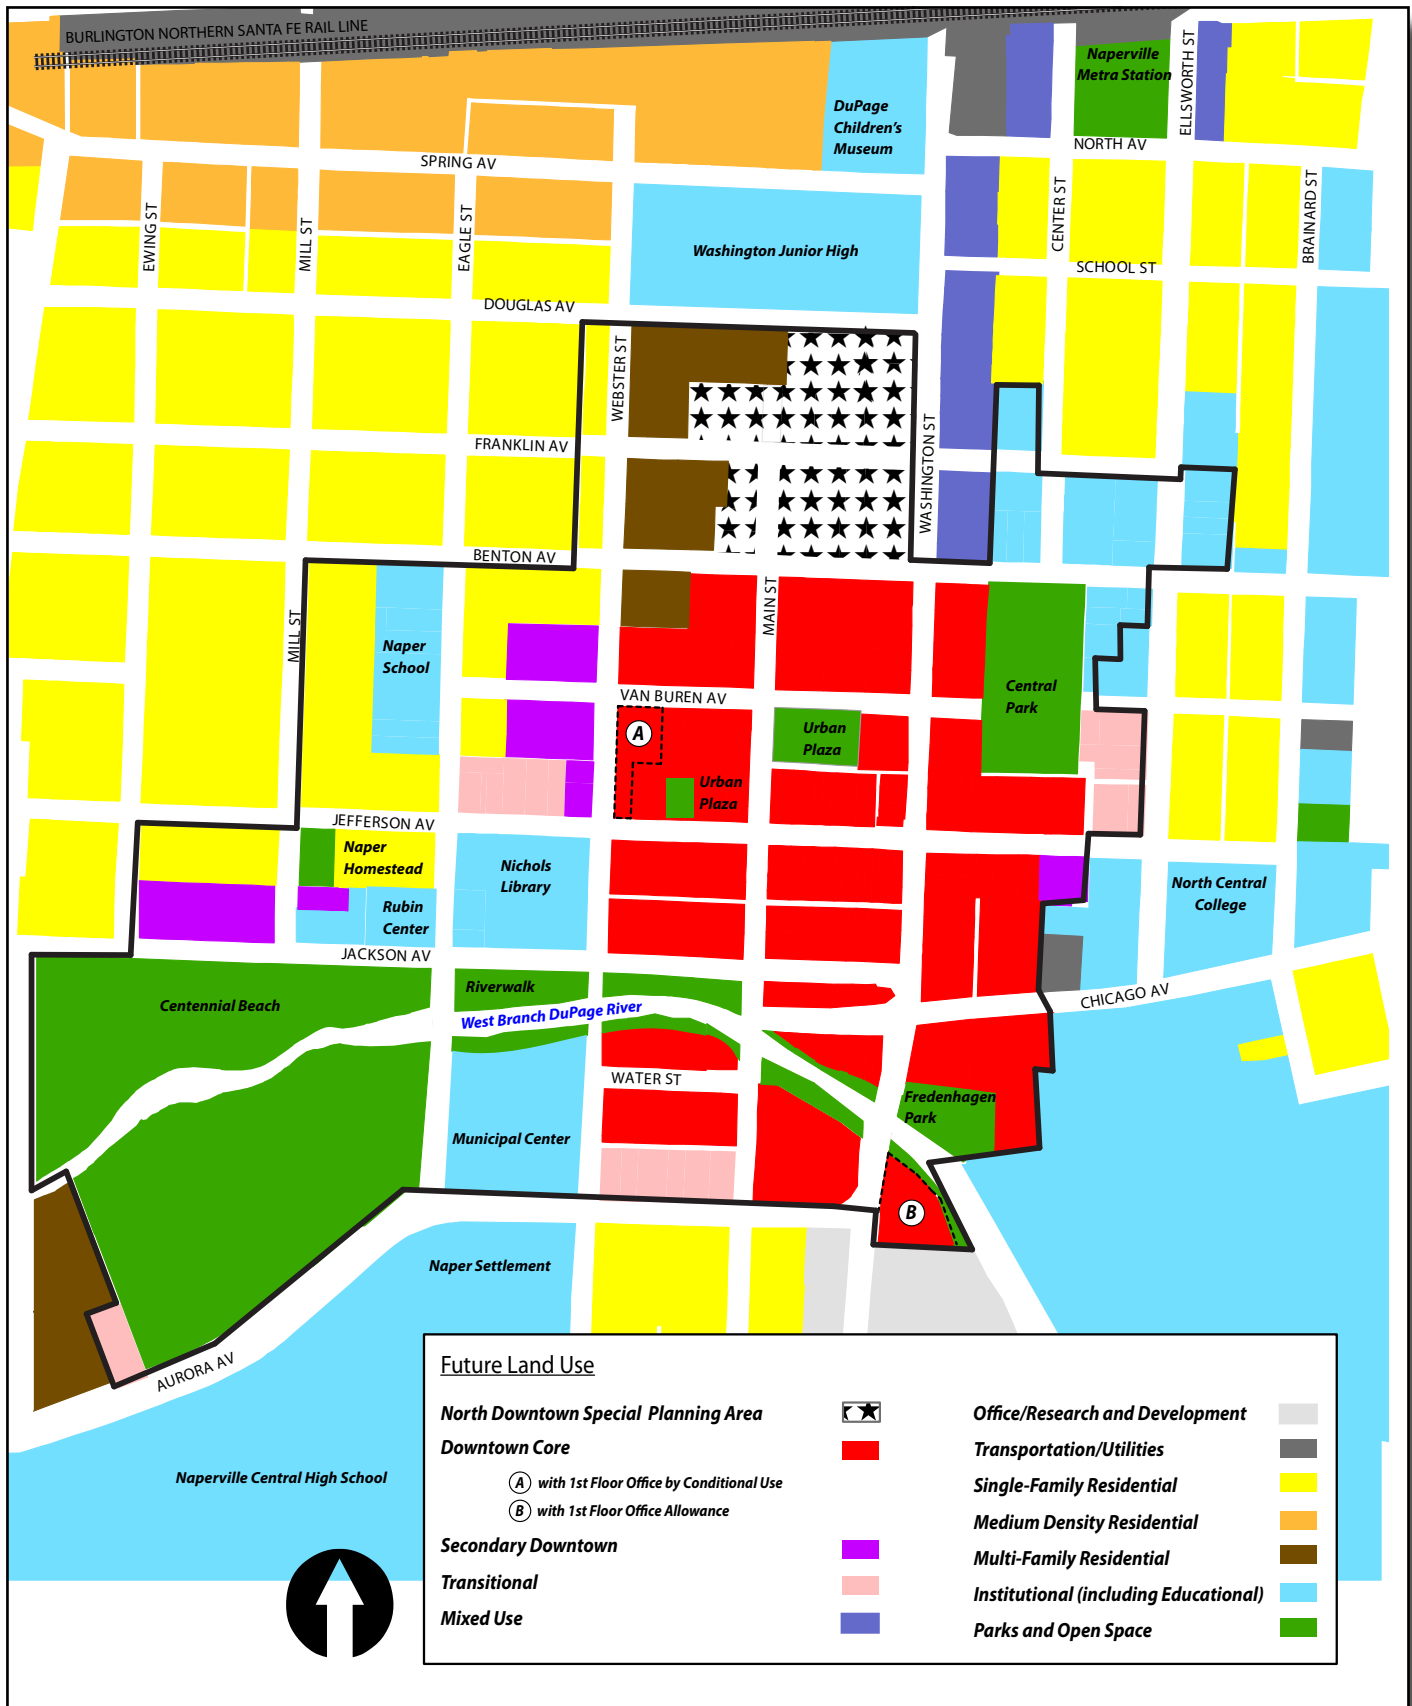 BURLINGTON NORTHERN SANTA FE RAIL LINE
Naperville
Metra Station
ELLSWORTH ST
DuPage
Children's
Museum
NORTH AV
SPRING AV
EWING ST
MILL ST
EAGLE ST
CENTER ST
BRAINARD ST
Washington Junior High
SCHOOL ST
DOUGLAS AV
WEBSTER ST
WASHINGTON ST
FRANKLIN AV
BENTON AV
MAIN ST
MILL ST
Naper
School
VAN BUREN AV
Central
Park
A
Urban
Plaza
Urban
Plaza
JEFFERSON AV
Naper
Homestead
Nichols
Library
North Central
College
Rubin
Center
JACKSON AV
Riverwalk
CHICAGO AV
Centennial Beach
West Branch DuPage River
WATER ST
Fredenhagen
Park
Municipal Center
B
Naper Settlement
AURORA AV
Naperville Central High School
Future Land Use
North Downtown Special Planning Area
Downtown Core
A with 1st Floor Office by Conditional Use
B with 1st Floor Office Allowance
Secondary Downtown
Transitional
Mixed Use
Office/Research and Development
Transportation/Utilities
Single-Family Residential
Medium Density Residential
Multi-Family Residential
Institutional (including Educational)
Parks and Open Space